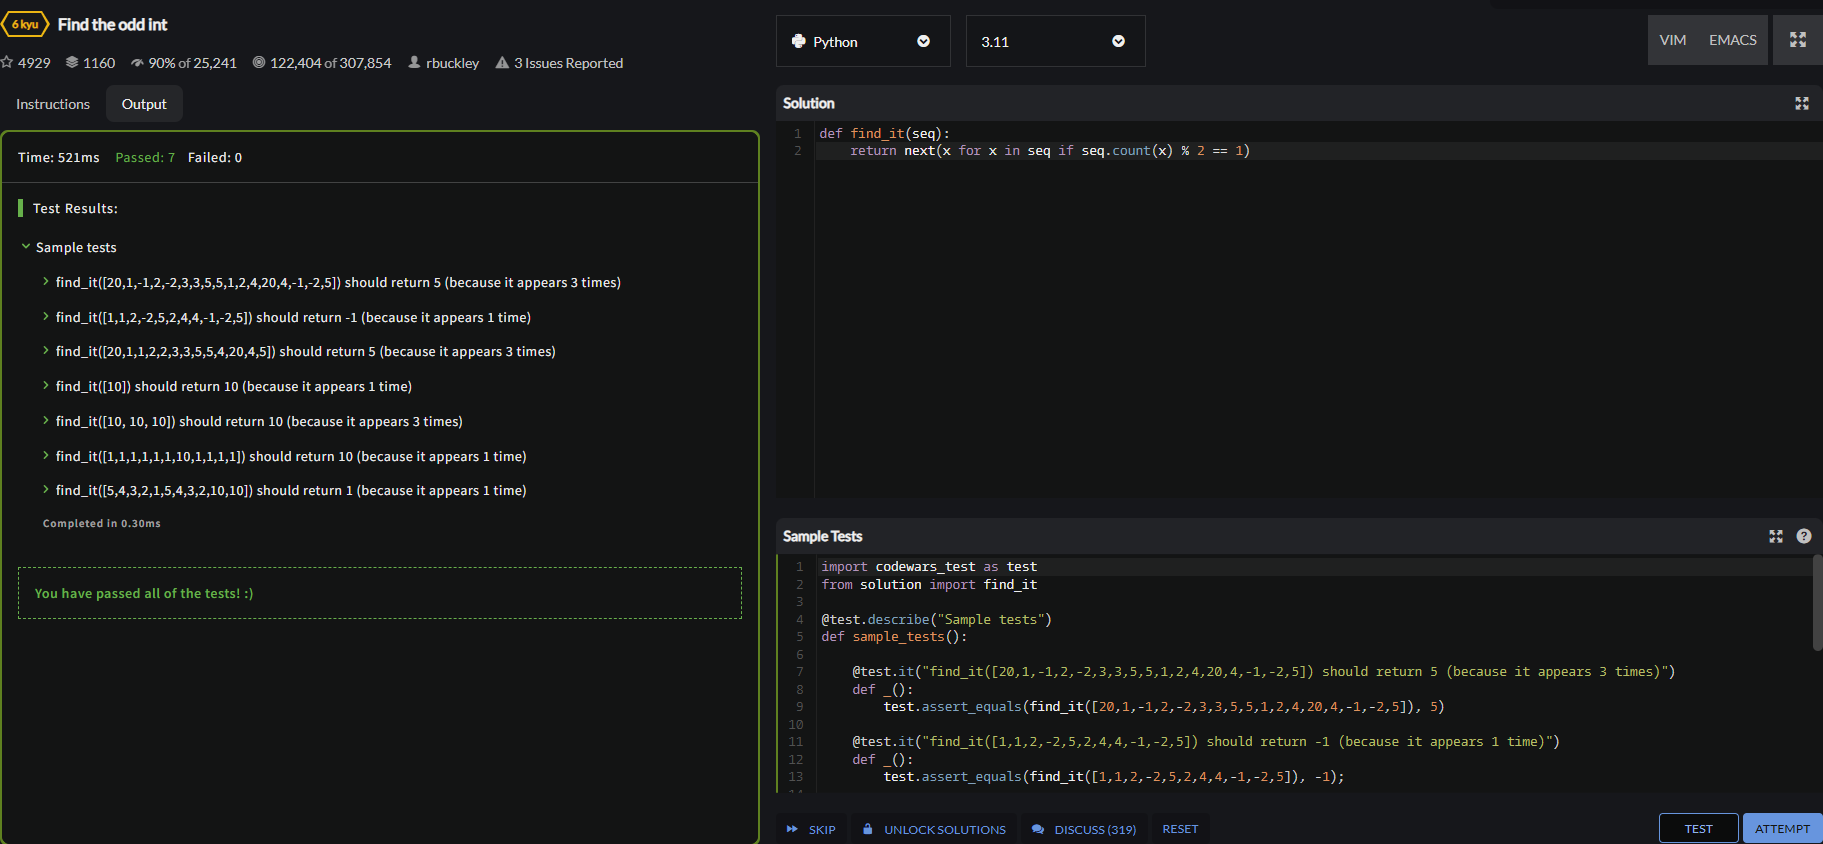 6 kyu Find the odd int
4929 1160 90% of 25,241 122,404 of 307,854 rbuckley 3 Issues Reported
Instructions Output
Time: 521ms Passed: 7 Failed: 0
Test Results:
Sample tests
find_it([20,1,-1,2,-2,3,3,5,5,1,2,4,20,4,-1,-2,5]) should return 5 (because it appears 3 times)
find_it([1,1,2,-2,5,2,4,4,-1,-2,5]) should return -1 (because it appears 1 time)
find_it([20,1,1,2,2,3,3,5,5,4,20,4,5]) should return 5 (because it appears 3 times)
find_it([10]) should return 10 (because it appears 1 time)
find_it([10, 10, 10]) should return 10 (because it appears 3 times)
find_it([1,1,1,1,1,1,10,1,1,1,1]) should return 10 (because it appears 1 time)
find_it([5,4,3,2,1,5,4,3,2,10,10]) should return 1 (because it appears 1 time)
Completed in 0.30ms
You have passed all of the tests! :)
Python 3.11 VIM EMACS
Solution
1 def find_it(seq):
2     return next(x for x in seq if seq.count(x) % 2 == 1)
Sample Tests
1 import codewars_test as test
2 from solution import find_it
3
4 @test.describe("Sample tests")
5 def sample_tests():
6
7     @test.it("find_it([20,1,-1,2,-2,3,3,5,5,1,2,4,20,4,-1,-2,5]) should return 5 (because it appears 3 times)")
8     def _():
9         test.assert_equals(find_it([20,1,-1,2,-2,3,3,5,5,1,2,4,20,4,-1,-2,5]), 5)
10
11     @test.it("find_it([1,1,2,-2,5,2,4,4,-1,-2,5]) should return -1 (because it appears 1 time)")
12     def _():
13         test.assert_equals(find_it([1,1,2,-2,5,2,4,4,-1,-2,5]), -1);
14
SKIP UNLOCK SOLUTIONS DISCUSS (319) RESET TEST ATTEMPT